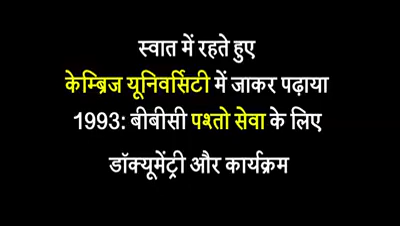 स्वात में रहते हुए
केम्ब्रिज यूनिवर्सिटी में जाकर पढ़ाया
1993: बीबीसी पश्तो सेवा के लिए
डॉक्यूमेंट्री और कार्यक्रम